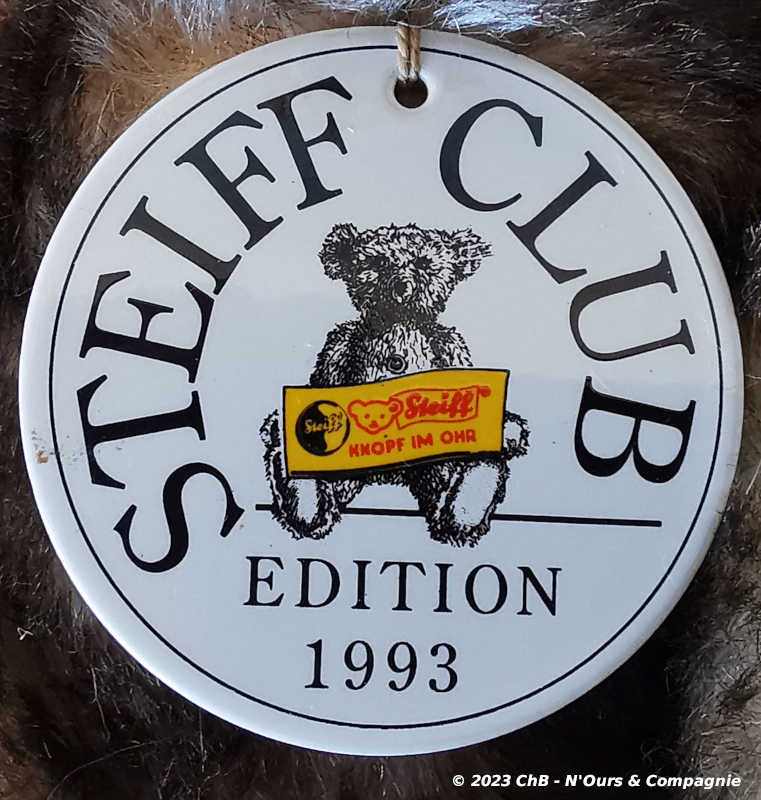 STEIFF CLUB
Steiff
Steiff
KNOPF IM OHR
EDITION
1993
© 2023 ChB - N'Ours & Compagnie